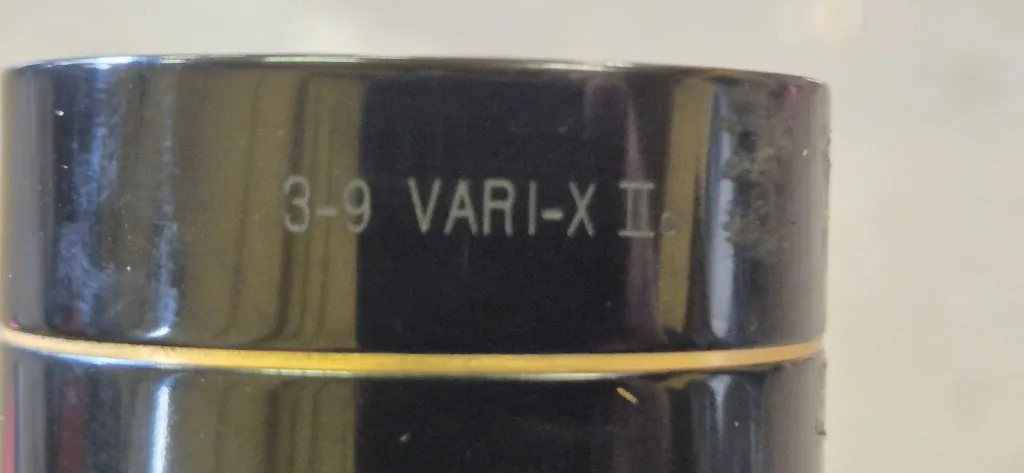 3-9 VARI-X IIc